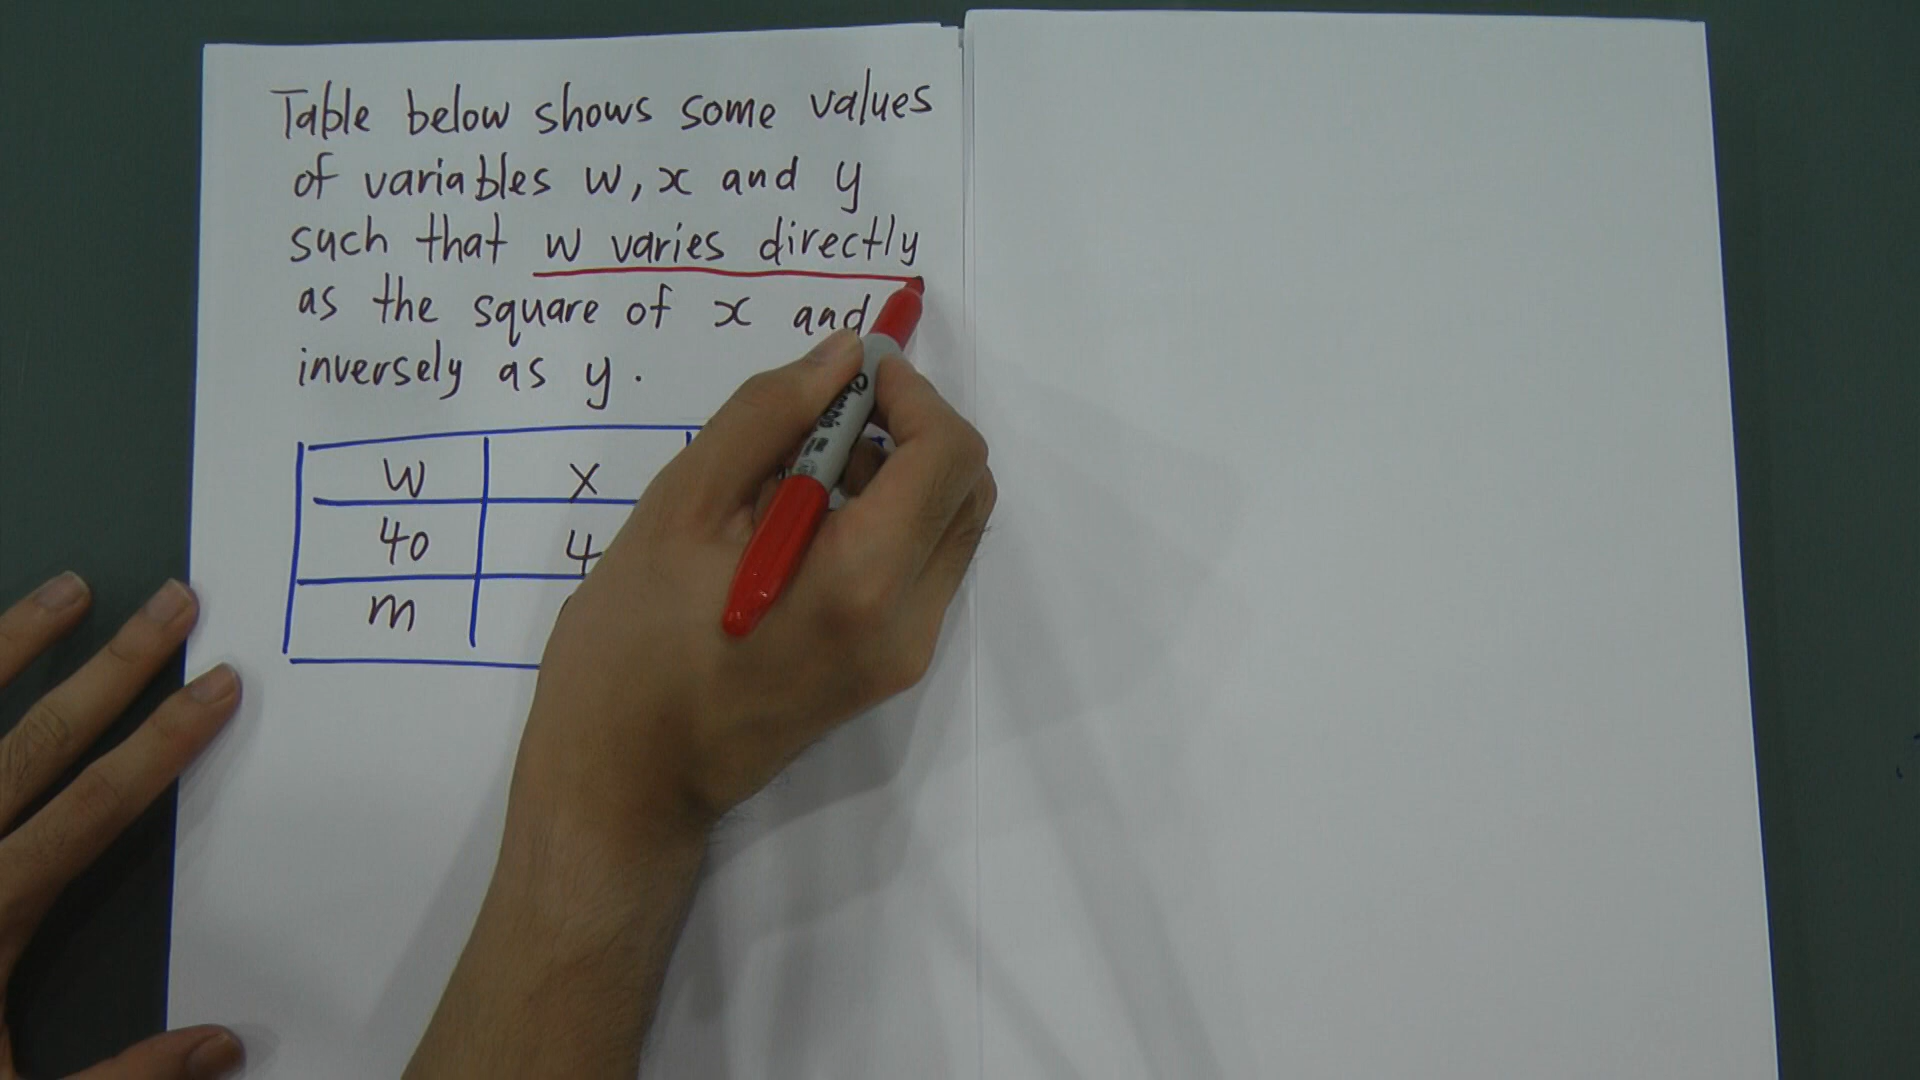 Table below shows some values
of variables w, x and y
such that w varies directly
as the square of x and
inversely as y.
W X
40 4
m
Sharpie